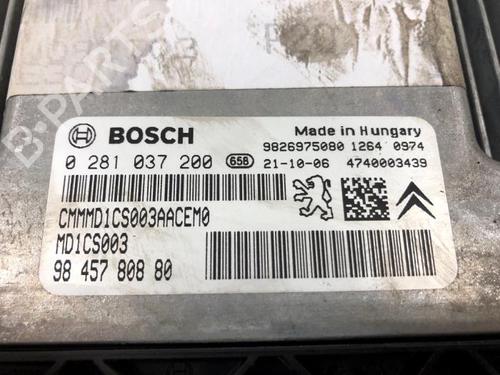 BOSCH
Made in Hungary
9826975080 1264 0974
0 281 037 200 658 21-10-06 4740003439
CMMMD1CS003AACEM0
MD1CS003
98 457 808 80
B-PARTS